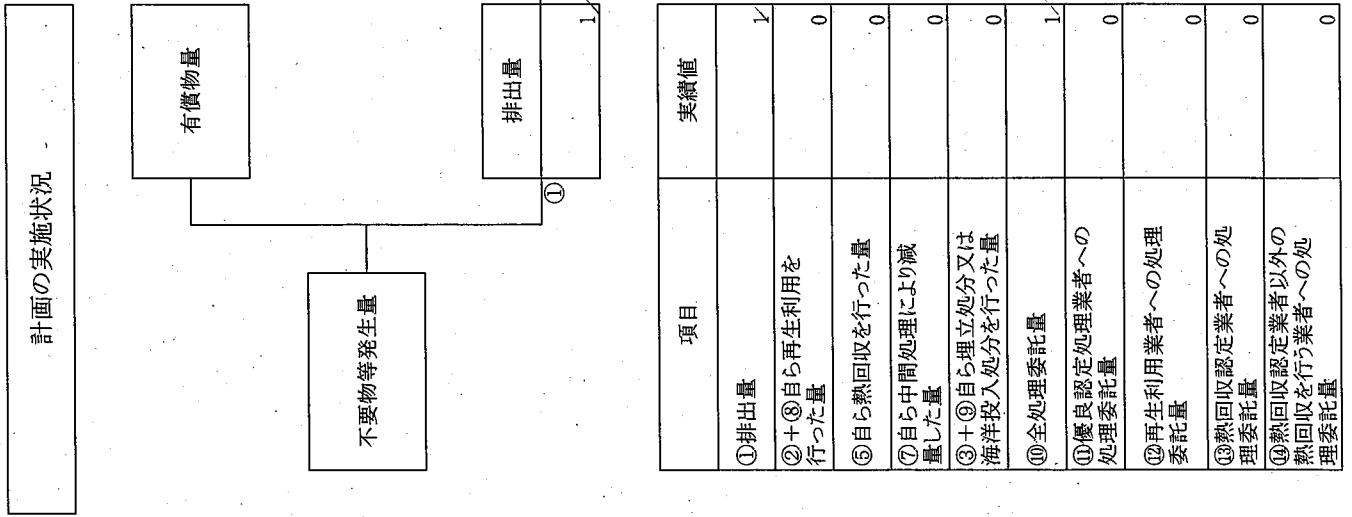 計画の実施状況
有償物量
不要物等発生量
排出量
①
1
項目
実績値
①排出量
1
②+⑧自ら再生利用を
行った量
0
⑤自ら熱回収を行った量
0
⑦自ら中間処理により減
量した量
0
③+⑨自ら埋立処分又は
海洋投入処分を行った量
0
⑩全処理委託量
1
⑪優良認定処理業者への
処理委託量
0
⑫再生利用業者への処理
委託量
0
⑬熱回収認定業者への処
理委託量
0
⑭熱回収認定業者以外の
熱回収を行う業者への処
理委託量
0